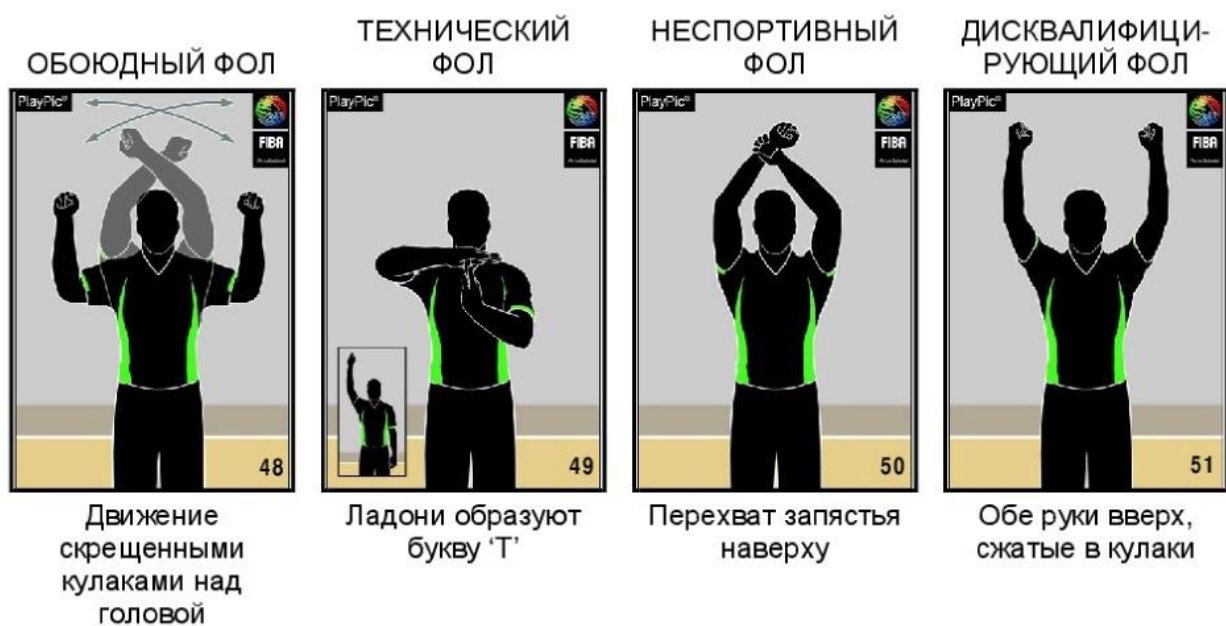 ОБОЮДНЫЙ ФОЛ
PlayPic
FIBA
48
Движение
скрещенными
кулаками над
головой
ТЕХНИЧЕСКИЙ
ФОЛ
PlayPic
FIBA
49
Ладони образуют
букву ‘Т’
НЕСПОРТИВНЫЙ
ФОЛ
PlayPic
FIBA
50
Перехват запястья
наверху
ДИСКВАЛИФИЦИ-
РУЮЩИЙ ФОЛ
PlayPic
FIBA
51
Обе руки вверх,
сжатые в кулаки